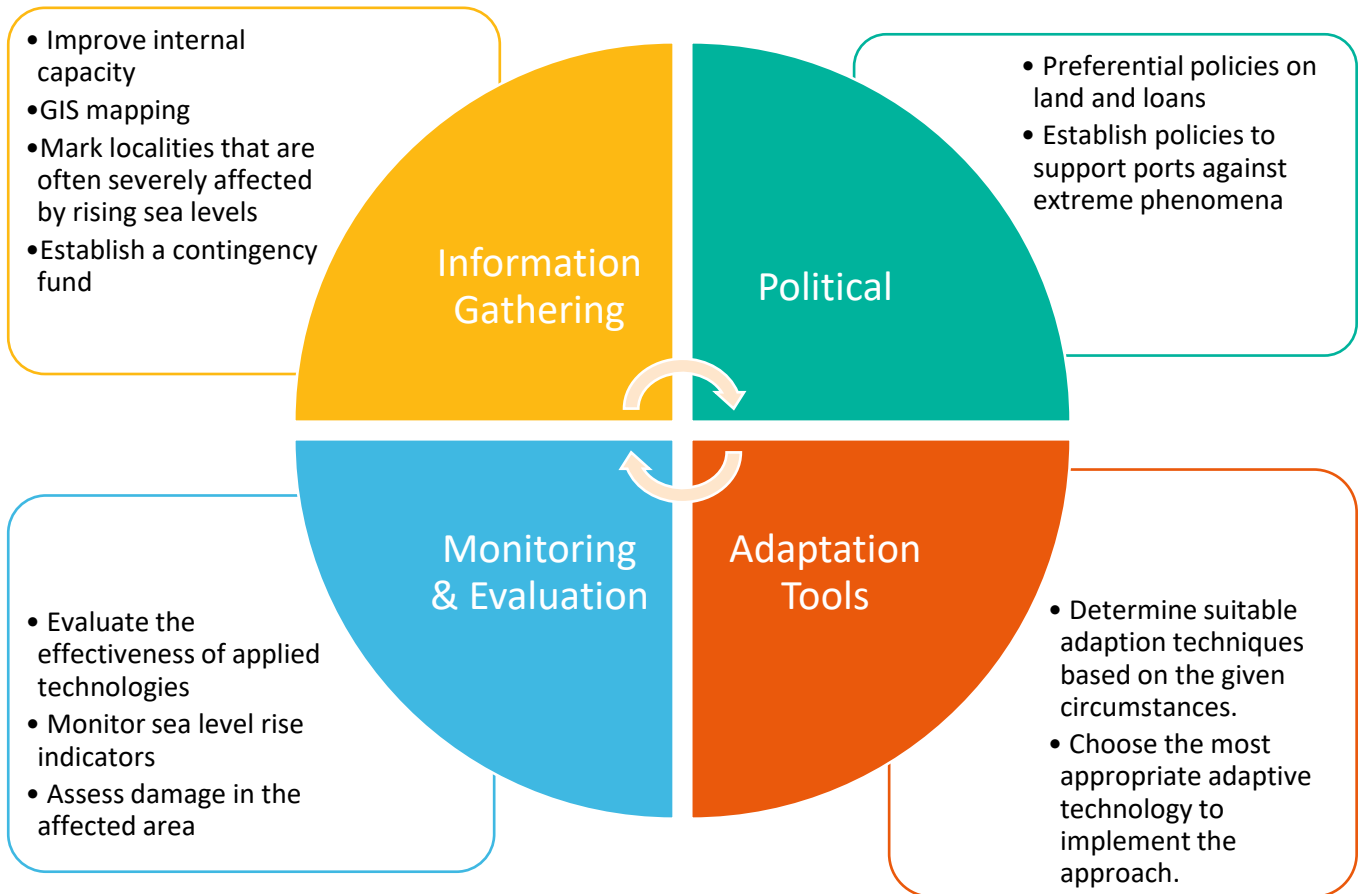 • Improve internal
capacity
•GIS mapping
•Mark localities that are
often severely affected
by rising sea levels
•Establish a contingency
fund
Information
Gathering
Political
• Preferential policies on
land and loans
• Establish policies to
support ports against
extreme phenomena
Monitoring
& Evaluation
• Evaluate the
effectiveness of applied
technologies
• Monitor sea level rise
indicators
• Assess damage in the
affected area
Adaptation
Tools
• Determine suitable
adaption techniques
based on the given
circumstances.
• Choose the most
appropriate adaptive
technology to
implement the
approach.